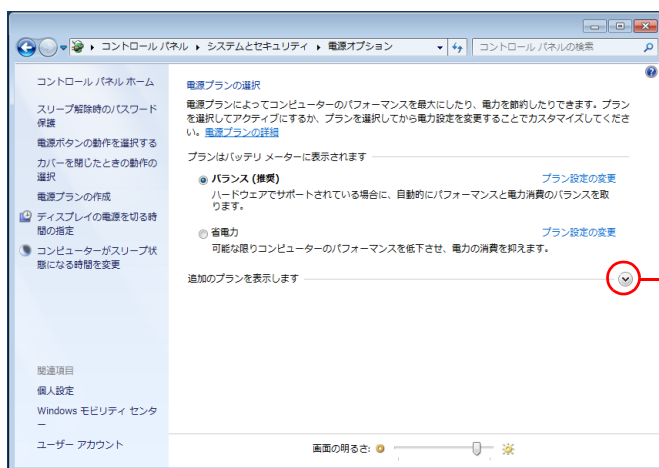 コントロール パネル ▸ システムとセキュリティ ▸ 電源オプション
コントロール パネルの検索
コントロール パネル ホーム
スリープ解除時のパスワード
保護
電源ボタンの動作を選択する
カバーを閉じたときの動作の
選択
電源プランの作成
ディスプレイの電源を切る時
間の指定
コンピューターがスリープ状
態になる時間を変更
関連項目
個人設定
Windows モビリティ センタ
ー
ユーザー アカウント
電源プランの選択
電源プランによってコンピューターのパフォーマンスを最大にしたり、電力を節約したりできます。プラン
を選択してアクティブにするか、プランを選択してから電力設定を変更することでカスタマイズしてくださ
い。電源プランの詳細
プランはバッテリ メーターに表示されます
バランス (推奨) プラン設定の変更
ハードウェアでサポートされている場合に、自動的にパフォーマンスと電力消費のバランスを取
ります。
省電力 プラン設定の変更
可能な限りコンピューターのパフォーマンスを低下させ、電力の消費を抑えます。
追加のプランを表示します
画面の明るさ: